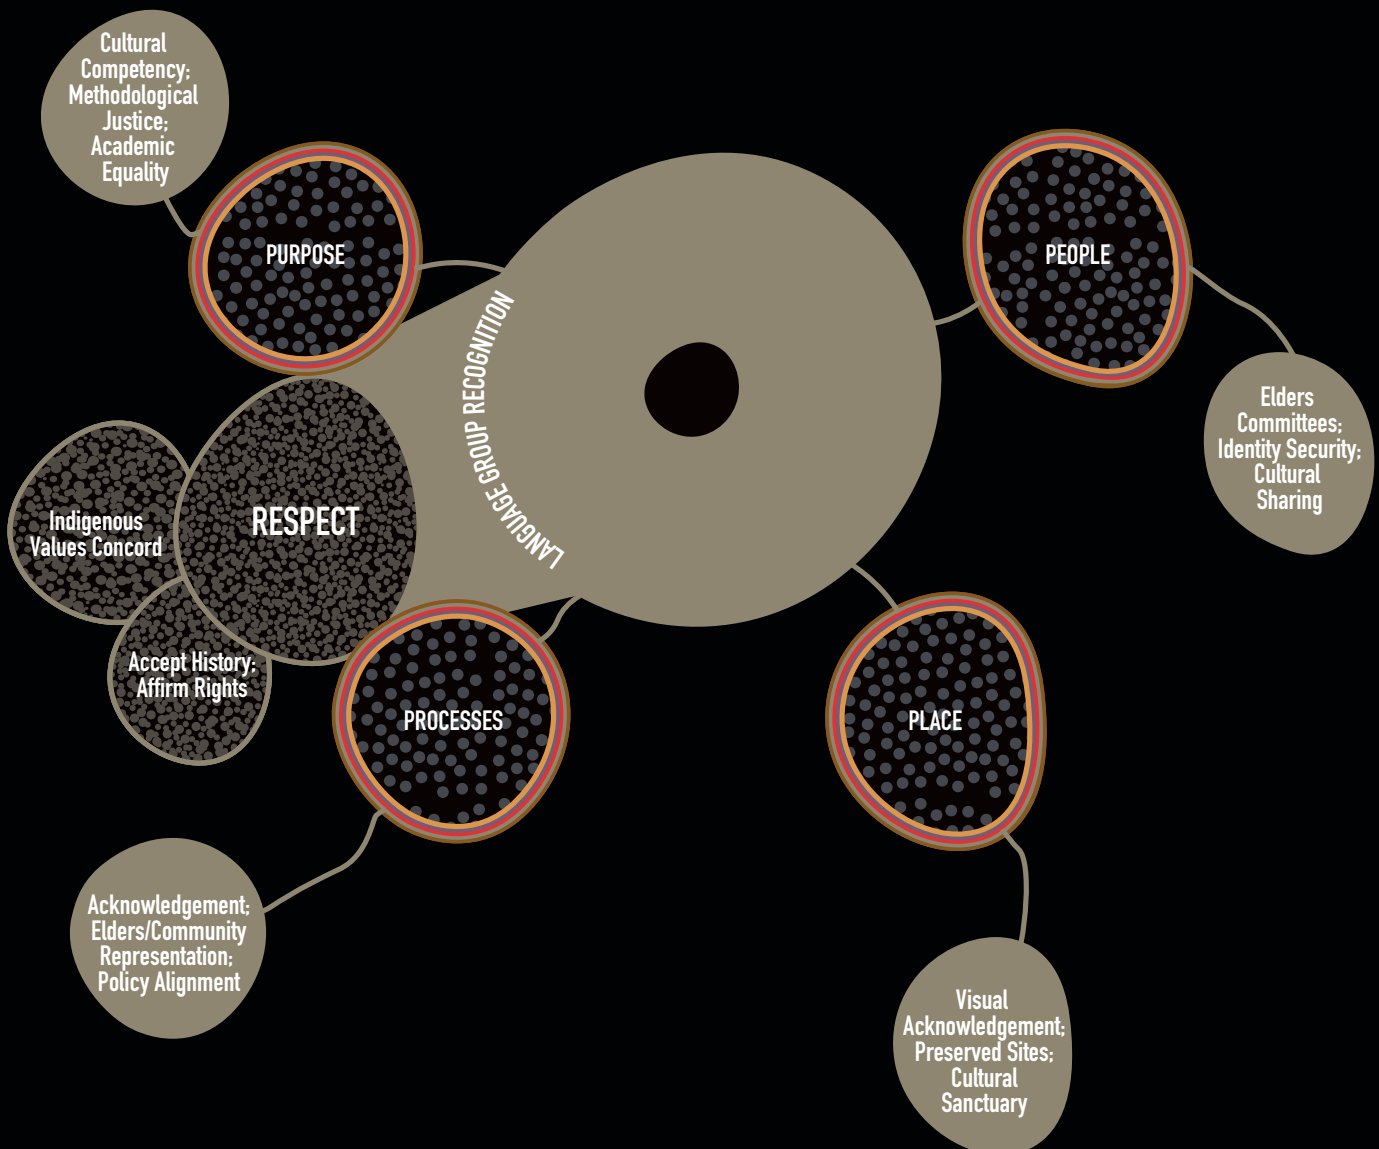 Cultural
Competency;
Methodological
Justice;
Academic
Equality
PURPOSE
PEOPLE
LANGUAGE GROUP RECOGNITION
Elders
Committees;
Identity Security;
Cultural
Sharing
RESPECT
Indigenous
Values Concord
Accept History;
Affirm Rights
PROCESSES
PLACE
Acknowledgement;
Elders/Community
Representation;
Policy Alignment
Visual
Acknowledgement;
Preserved Sites;
Cultural
Sanctuary